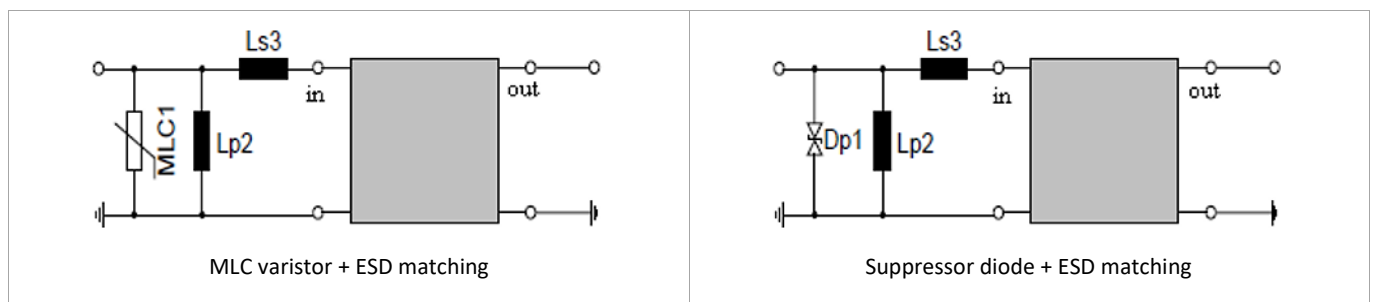 Ls3
in
out
MLC1
Lp2
MLC varistor + ESD matching
Ls3
in
out
Dp1
Lp2
Suppressor diode + ESD matching